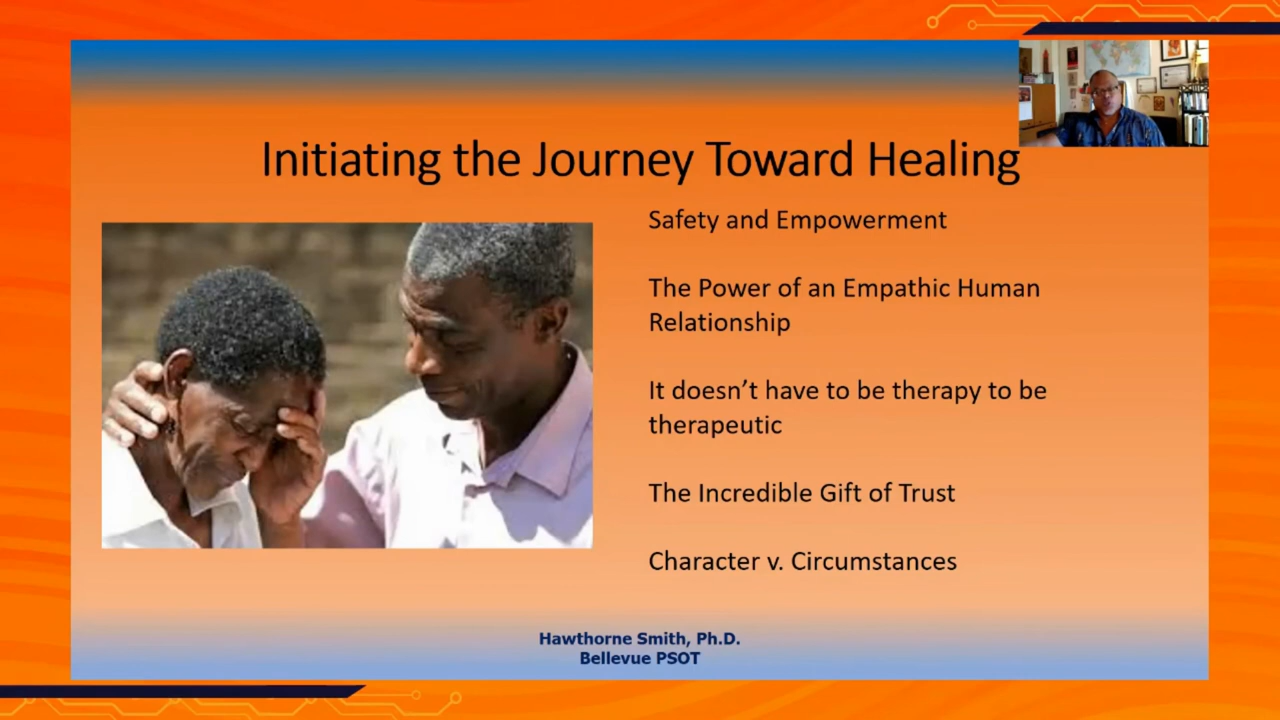 Initiating the Journey Toward Healing
Safety and Empowerment
The Power of an Empathic Human
Relationship
It doesn’t have to be therapy to be
therapeutic
The Incredible Gift of Trust
Character v. Circumstances
Hawthorne Smith, Ph.D.
Bellevue PSOT